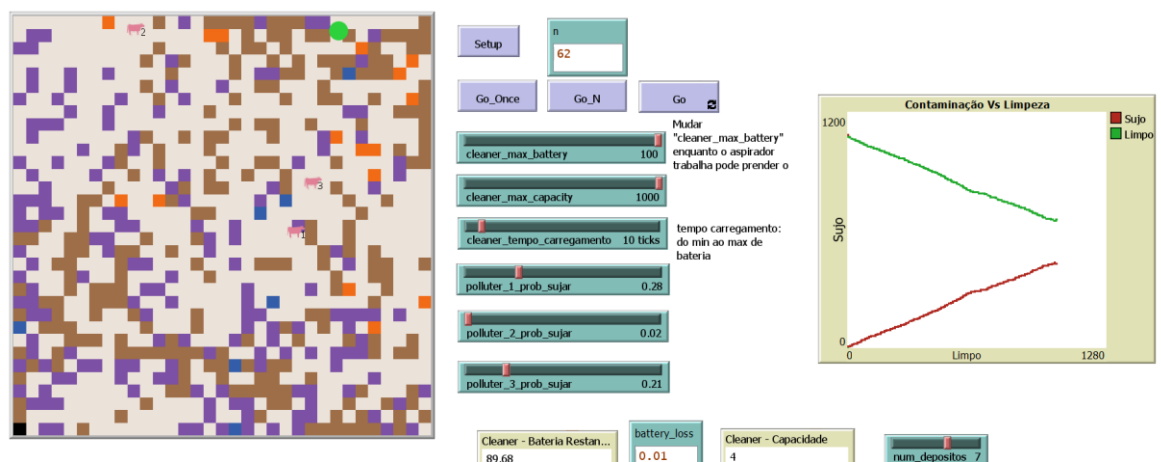 2
3
1
Setup
n
62
Go_Once
Go_N
Go
Mudar
"cleaner_max_battery"
enquanto o aspirador
trabalha pode prender o
cleaner_max_battery 100
cleaner_max_capacity 1000
cleaner_tempo_carregamento 10 ticks
tempo carregamento:
do min ao max de
bateria
polluter_1_prob_sujar 0.28
polluter_2_prob_sujar 0.02
polluter_3_prob_sujar 0.21
Contaminação Vs Limpeza
1200
Sujo
0
0
Limpo
1280
Sujo
Limpo
Cleaner - Bateria Restan...
89.68
battery_loss
0.01
Cleaner - Capacidade
4
num_depositos 7